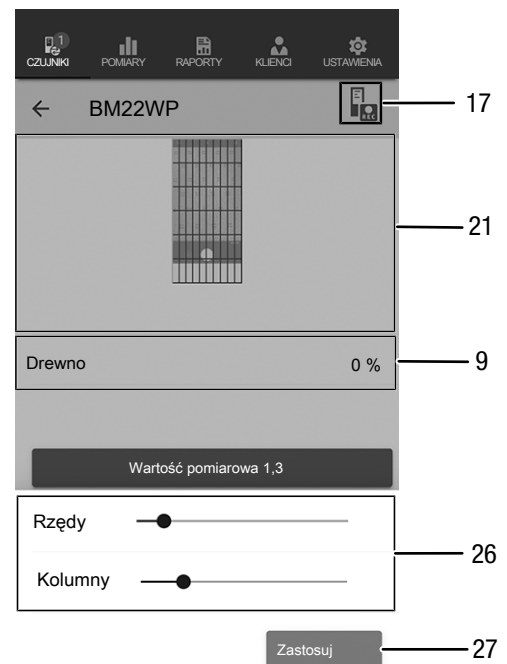 1
CZUJNIKI POMIARY RAPORTY KLIENCI USTAWIENIA
← BM22WP REC 17
21
Drewno 0 % 9
Wartość pomiarowa 1,3
Rzędy
26
Kolumny
Zastosuj 27